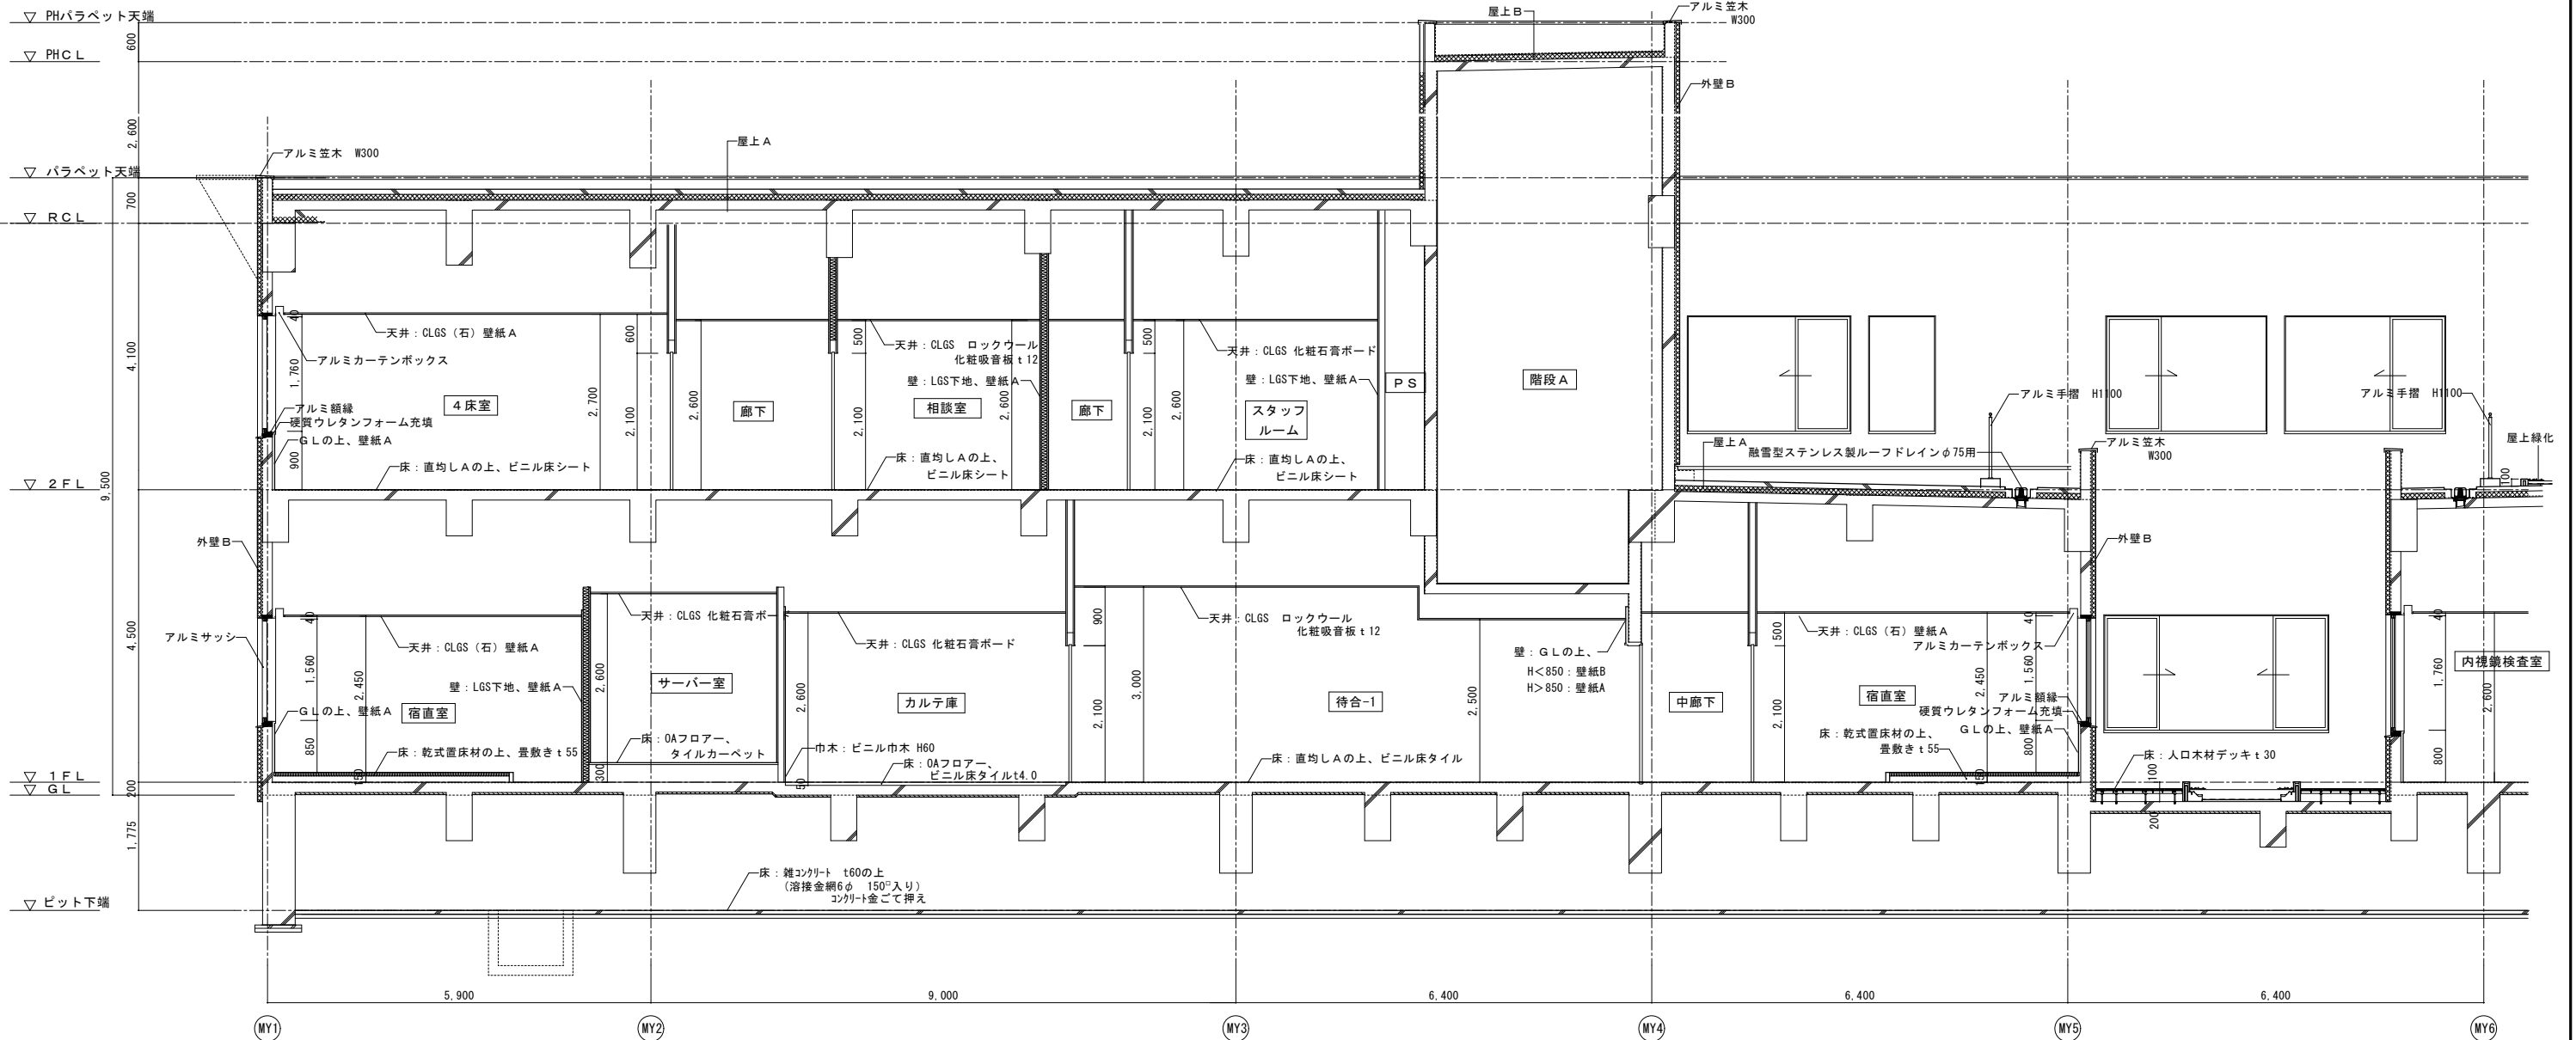 ▽ PHパラペット天端
▽ PHCL
▽ パラペット天端
▽ RCL
▽ 2FL
▽ 1FL
▽ GL
▽ ピット下端
600
2,600
700
4,100
9,500
4,500
200
1,775
アルミ笠木 W300
屋上A
屋上B
アルミ笠木
W300
外壁B
40
天井：CLGS（石）壁紙A
アルミカーテンボックス
1,760
アルミ額縁
硬質ウレタンフォーム充填
GLの上、壁紙A
900
4床室
床：直均しAの上、ビニル床シート
2,700
600
2,100
2,600
廊下
500
2,100
天井：CLGS ロックウール
化粧吸音板t12
壁：LGS下地、壁紙A
相談室
2,600
床：直均しAの上、
ビニル床シート
廊下
500
2,100
2,600
天井：CLGS 化粧石膏ボード
壁：LGS下地、壁紙A
スタッフ
ルーム
床：直均しAの上、
ビニル床シート
PS
階段A
アルミ手摺 H1100
アルミ手摺 H1100
屋上A
融雪型ステンレス製ルーフドレインφ75用
アルミ笠木
W300
屋上緑化
100
外壁B
アルミサッシ
40
天井：CLGS（石）壁紙A
1,560
2,450
壁：LGS下地、壁紙A
GLの上、壁紙A
宿直室
850
床：乾式置床材の上、畳敷きt55
150
天井：CLGS 化粧石膏ボード
2,600
サーバー室
床：OAフロアー、
タイルカーペット
300
天井：CLGS 化粧石膏ボード
2,600
カルテ庫
巾木：ビニル巾木 H60
床：OAフロアー、
ビニル床タイルt4.0
50
900
2,100
3,000
天井：CLGS ロックウール
化粧吸音板t12
待合-1
2,500
床：直均しAの上、ビニル床タイル
壁：GLの上、
H<850：壁紙B
H>850：壁紙A
中廊下
500
2,100
天井：CLGS（石）壁紙A
アルミカーテンボックス
40
2,450
1,560
宿直室
アルミ額縁
硬質ウレタンフォーム充填
GLの上、壁紙A
床：乾式置床材の上、
畳敷きt55
800
150
外壁B
床：人口木材デッキt30
100
200
40
1,760
800
内視鏡検査室
2,600
床：雑ｺﾝｸﾘｰﾄ t60の上
（溶接金網6φ 150□入り）
ｺﾝｸﾘｰﾄ金ごて押え
5,900
9,000
6,400
6,400
6,400
MY1
MY2
MY3
MY4
MY5
MY6